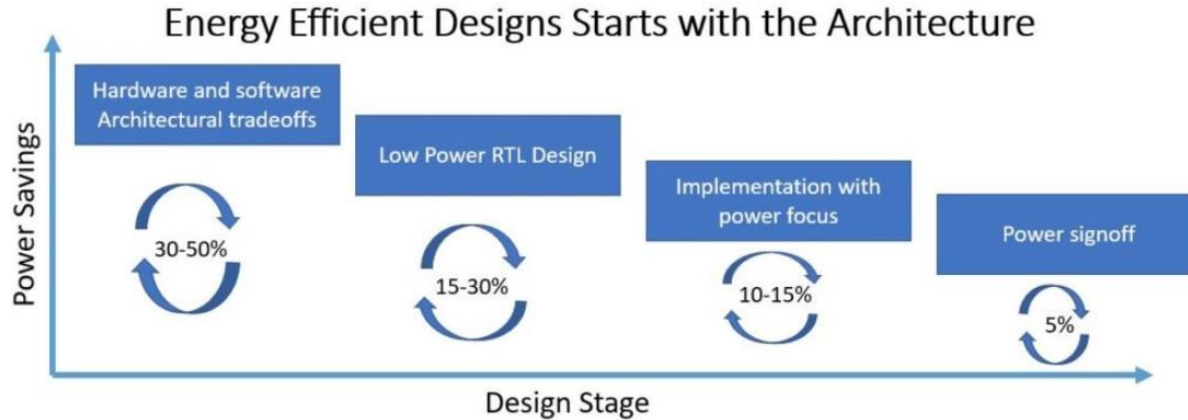 Energy Efficient Designs Starts with the Architecture
Power Savings
Hardware and software
Architectural tradeoffs
30-50%
Low Power RTL Design
15-30%
Implementation with
power focus
10-15%
Power signoff
5%
Design Stage